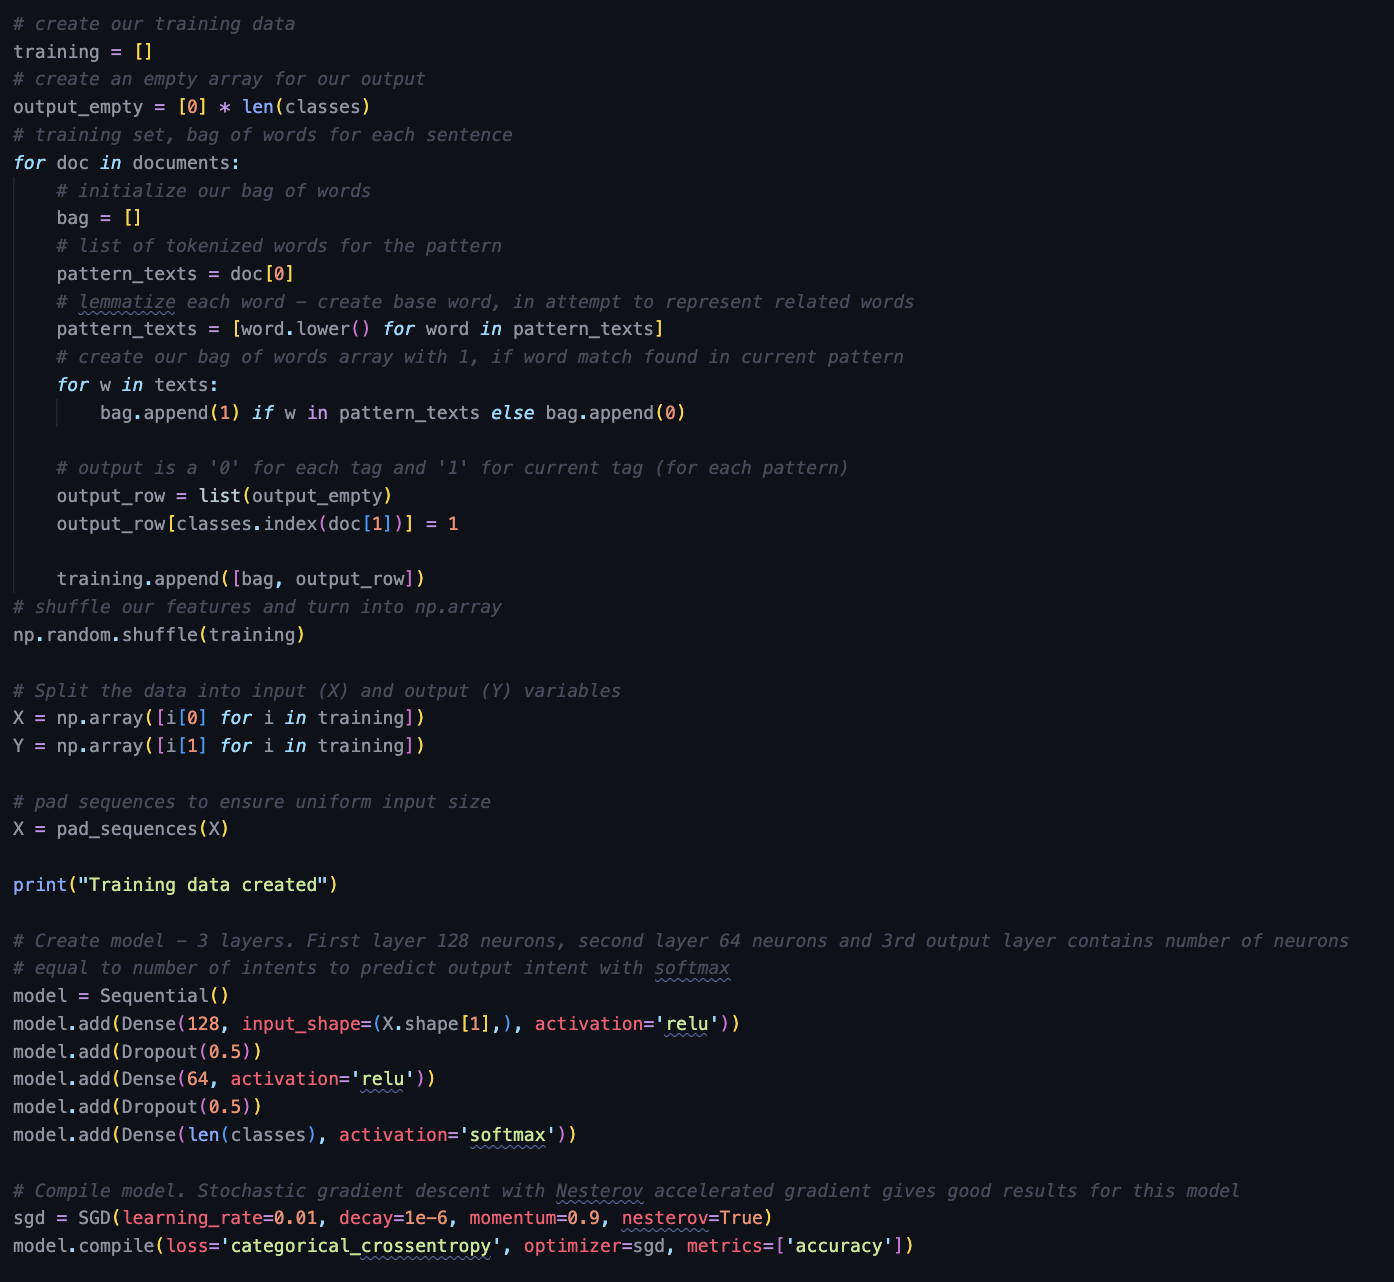 # create our training data
training = []
# create an empty array for our output
output_empty = [0] * len(classes)
# training set, bag of words for each sentence
for doc in documents:
    # initialize our bag of words
    bag = []
    # list of tokenized words for the pattern
    pattern_texts = doc[0]
    # lemmatize each word – create base word, in attempt to represent related words
    pattern_texts = [word.lower() for word in pattern_texts]
    # create our bag of words array with 1, if word match found in current pattern
    for w in texts:
        bag.append(1) if w in pattern_texts else bag.append(0)

    # output is a '0' for each tag and '1' for current tag (for each pattern)
    output_row = list(output_empty)
    output_row[classes.index(doc[1])] = 1

    training.append([bag, output_row])
# shuffle our features and turn into np.array
np.random.shuffle(training)

# Split the data into input (X) and output (Y) variables
X = np.array([i[0] for i in training])
Y = np.array([i[1] for i in training])

# pad sequences to ensure uniform input size
X = pad_sequences(X)

print("Training data created")

# Create model – 3 layers. First layer 128 neurons, second layer 64 neurons and 3rd output layer contains number of neurons
# equal to number of intents to predict output intent with softmax
model = Sequential()
model.add(Dense(128, input_shape=(X.shape[1],), activation='relu'))
model.add(Dropout(0.5))
model.add(Dense(64, activation='relu'))
model.add(Dropout(0.5))
model.add(Dense(len(classes), activation='softmax'))

# Compile model. Stochastic gradient descent with Nesterov accelerated gradient gives good results for this model
sgd = SGD(learning_rate=0.01, decay=1e-6, momentum=0.9, nesterov=True)
model.compile(loss='categorical_crossentropy', optimizer=sgd, metrics=['accuracy'])